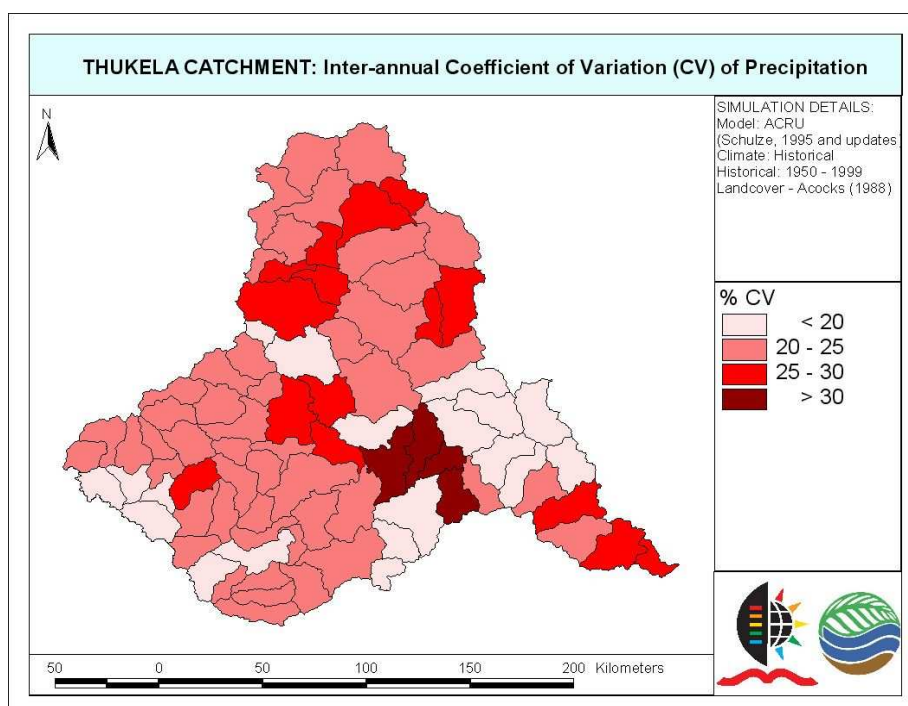 THUKELA CATCHMENT: Inter-annual Coefficient of Variation (CV) of Precipitation
N
SIMULATION DETAILS:
Model: ACRU
(Schulze, 1995 and updates)
Climate: Historical
Historical: 1950 - 1999
Landcover - Acocks (1988)
% CV
< 20
20 - 25
25 - 30
> 30
50 0 50 100 150 200 Kilometers